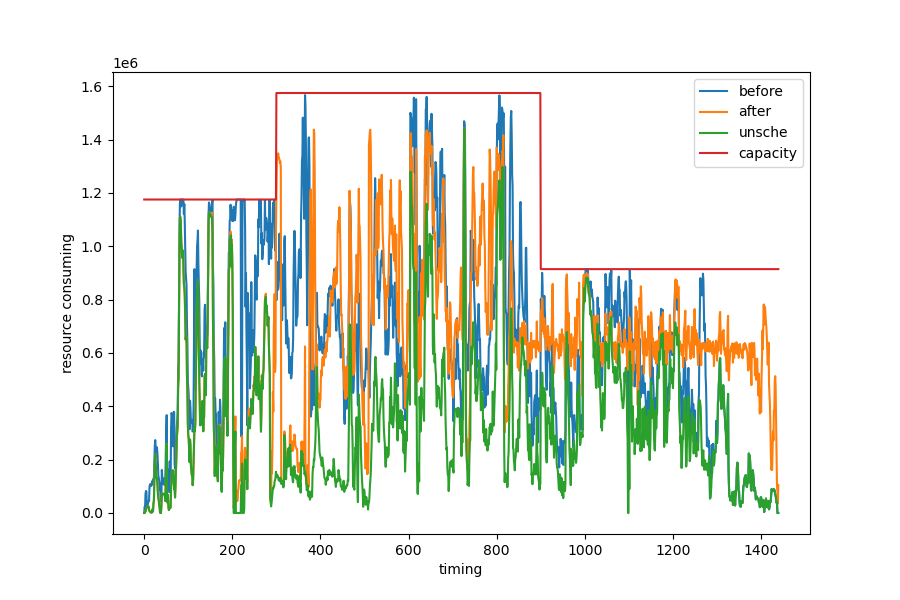 1e6
1.6
1.4
1.2
1.0
0.8
0.6
0.4
0.2
0.0
resource consuming
before
after
unsche
capacity
0 200 400 600 800 1000 1200 1400
timing